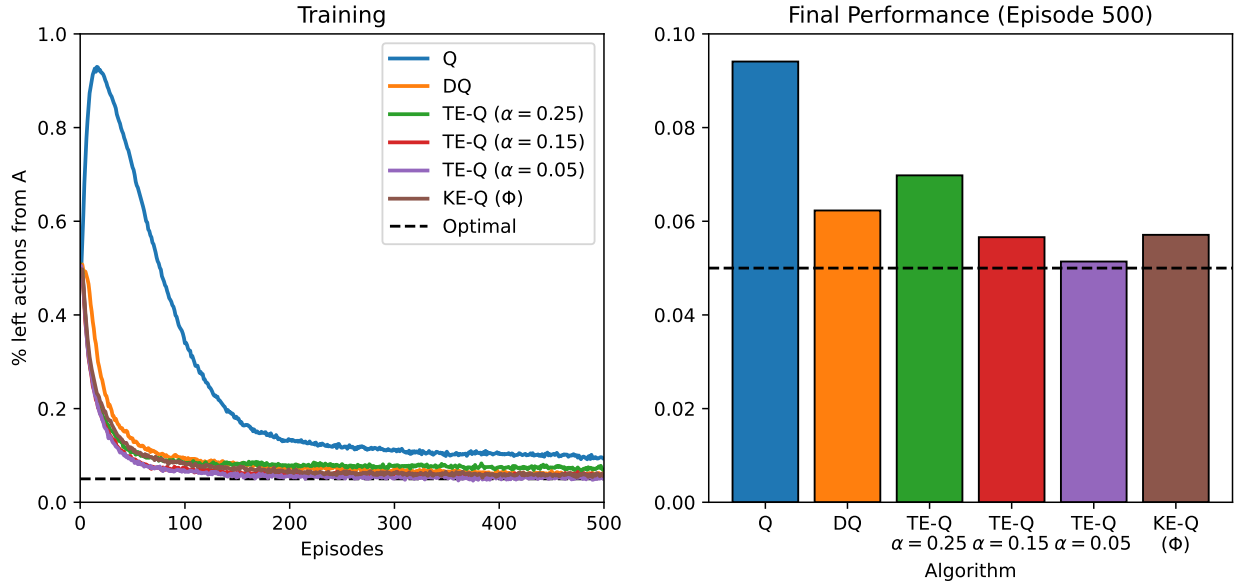 Training
% left actions from A
1.0
0.8
0.6
0.4
0.2
0.0
Q
DQ
TE-Q (α = 0.25)
TE-Q (α = 0.15)
TE-Q (α = 0.05)
KE-Q (Φ)
Optimal
0 100 200 300 400 500
Episodes
Final Performance (Episode 500)
0.10
0.08
0.06
0.04
0.02
0.00
Q DQ TE-Q TE-Q TE-Q KE-Q
α = 0.25 α = 0.15 α = 0.05 (Φ)
Algorithm